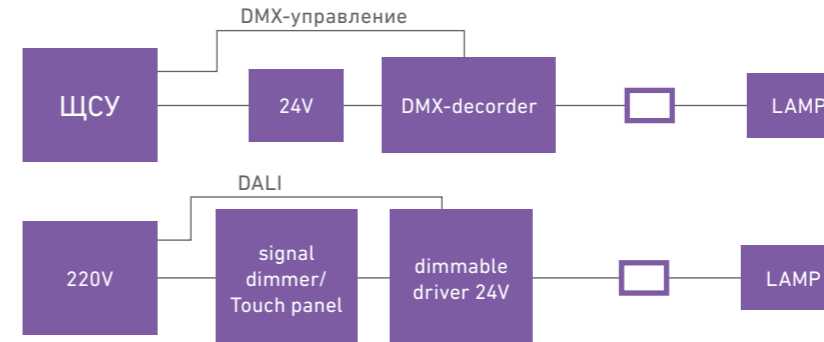 DMX-управление
ЩСУ
24V
DMX-decorder
LAMP
DALI
220V
signal
dimmer/
Touch panel
dimmable
driver 24V
LAMP